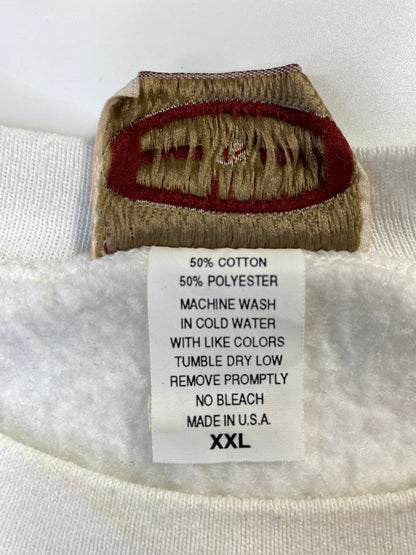 50% COTTON
50% POLYESTER
MACHINE WASH
IN COLD WATER
WITH LIKE COLORS
TUMBLE DRY LOW
REMOVE PROMPTLY
NO BLEACH
MADE IN U.S.A.
XXL